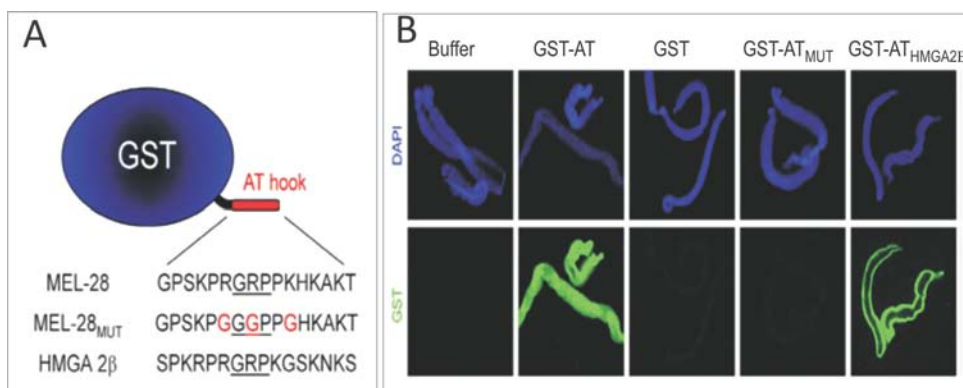 A
GST
AT hook
MEL-28 GPSKPRGRPPKHKAKT
MEL-28MUT GPSKPGGGPPGHKAKT
HMGA 2β SPKRPRGRPKGSKNKS
B
Buffer GST-AT GST GST-ATMUT GST-ATHMGA2β
DAPI
GST